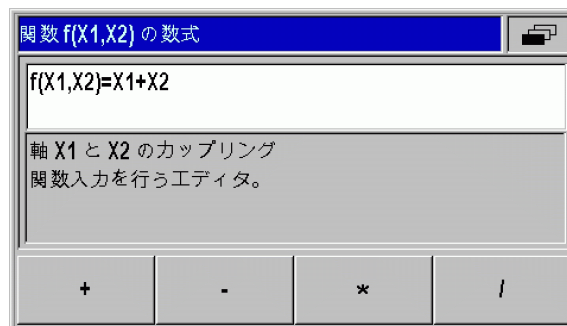 関数 f(X1,X2) の 数式
f(X1,X2)=X1+X2
軸 X1 と X2 の カップリング
関数入力を行うエディタ。
+ - * /